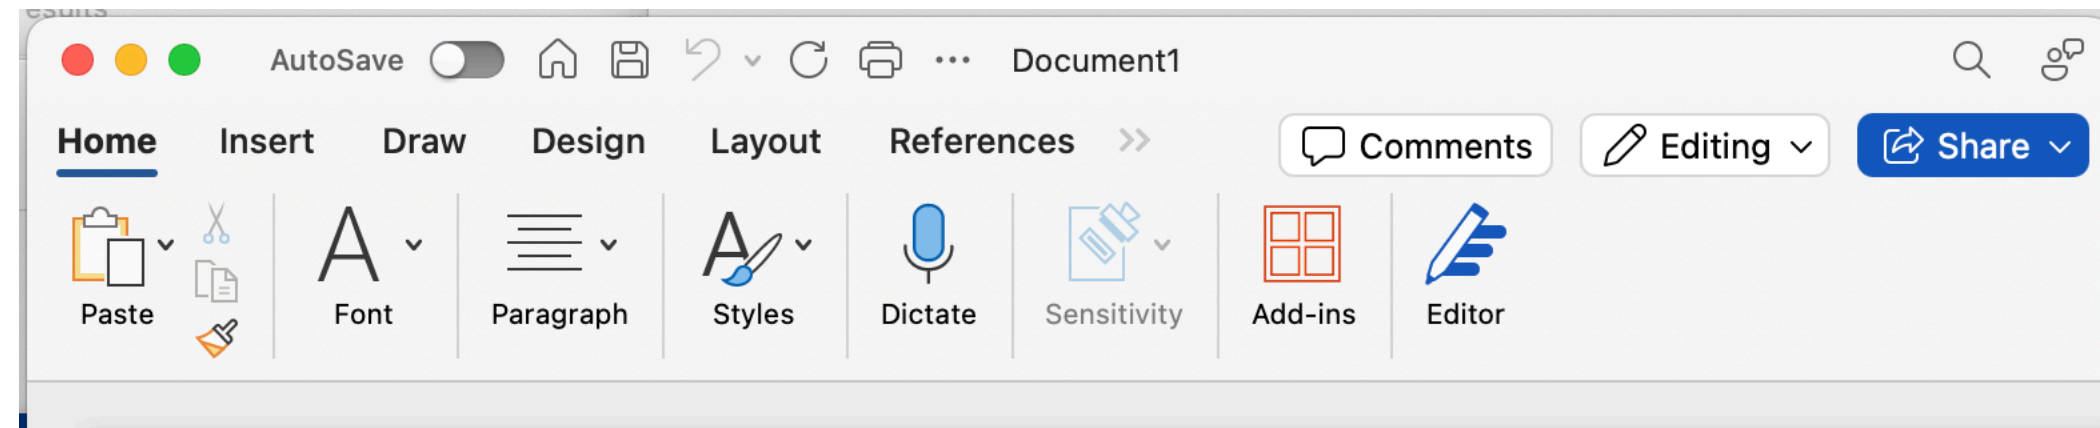 AutoSave Document1
Home Insert Draw Design Layout References Comments Editing Share
Paste Font Paragraph Styles Dictate Sensitivity Add-ins Editor